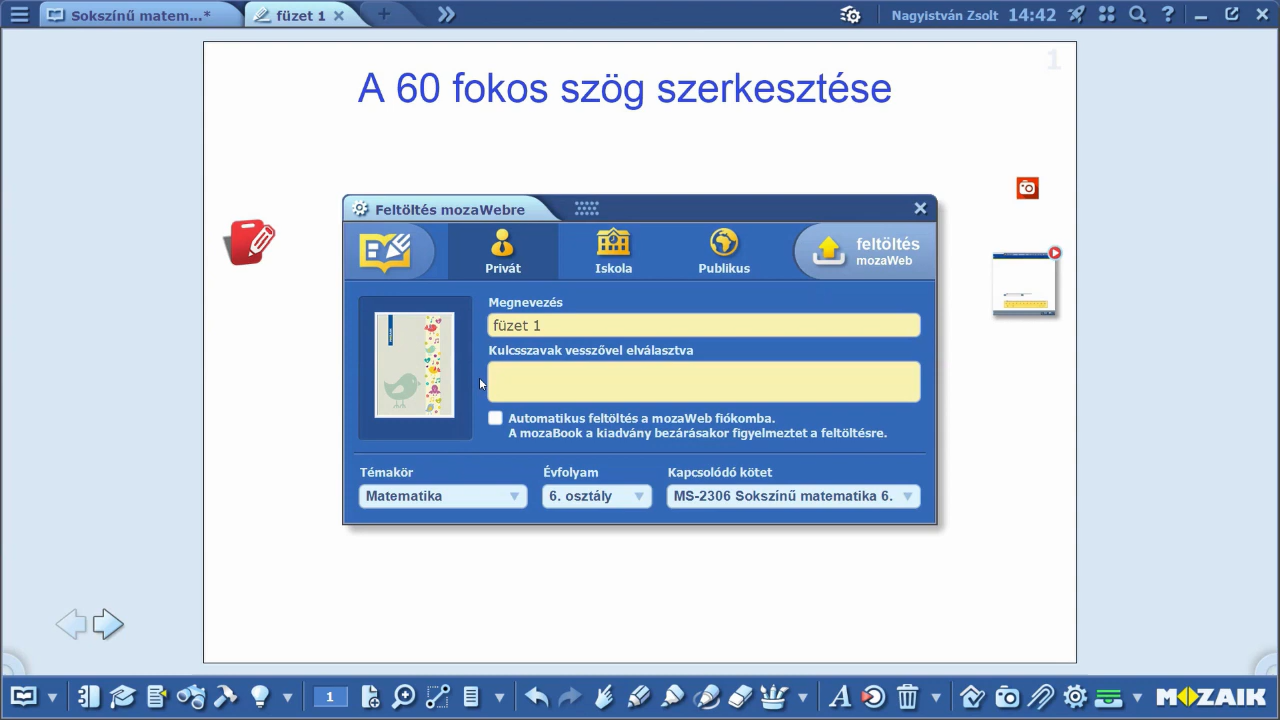 Sokszínű matem...*
füzet 1
Nagyistván Zsolt
14:42
1
A 60 fokos szög szerkesztése
Feltöltés mozaWebre
Privát
Iskola
Publikus
feltöltés
mozaWeb
Megnevezés
füzet 1
Kulcsszavak vesszővel elválasztva
Automatikus feltöltés a mozaWeb fiókomba.
A mozaBook a kiadvány bezárásakor figyelmeztet a feltöltésre.
Témakör
Évfolyam
Kapcsolódó kötet
Matematika
6. osztály
MS-2306 Sokszínű matematika 6.
1
A
MOZAIK